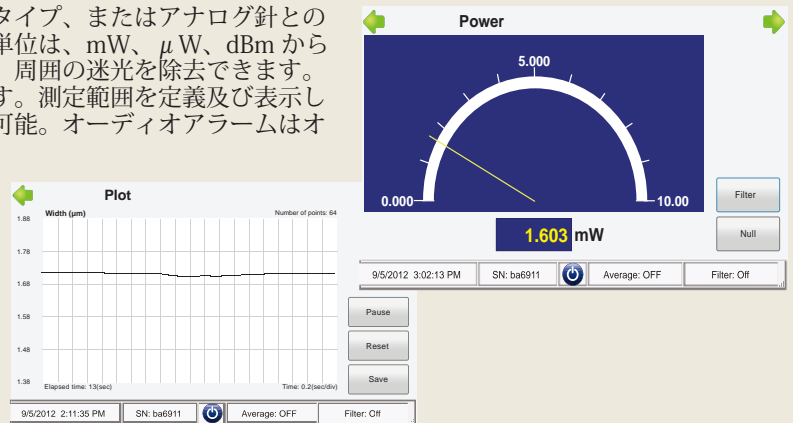 タイプ、またはアナログ針との
単位は、mW、μW、dBm から
周囲の迷光を除去できます。
す。測定範囲を定義及び表示し
可能。オーディオアラームはオ
Power
5.000
0.000
10.00
1.603 mW
Filter
Null
9/5/2012 3:02:13 PM SN: ba6911 Average: OFF Filter: Off
Plot
Width (μm) Number of points: 64
1.88
1.78
1.68
1.58
1.48
1.38
Elapsed time: 13(sec) Time: 0.2(sec/div)
Pause
Reset
Save
9/5/2012 2:11:35 PM SN: ba6911 Average: OFF Filter: Off